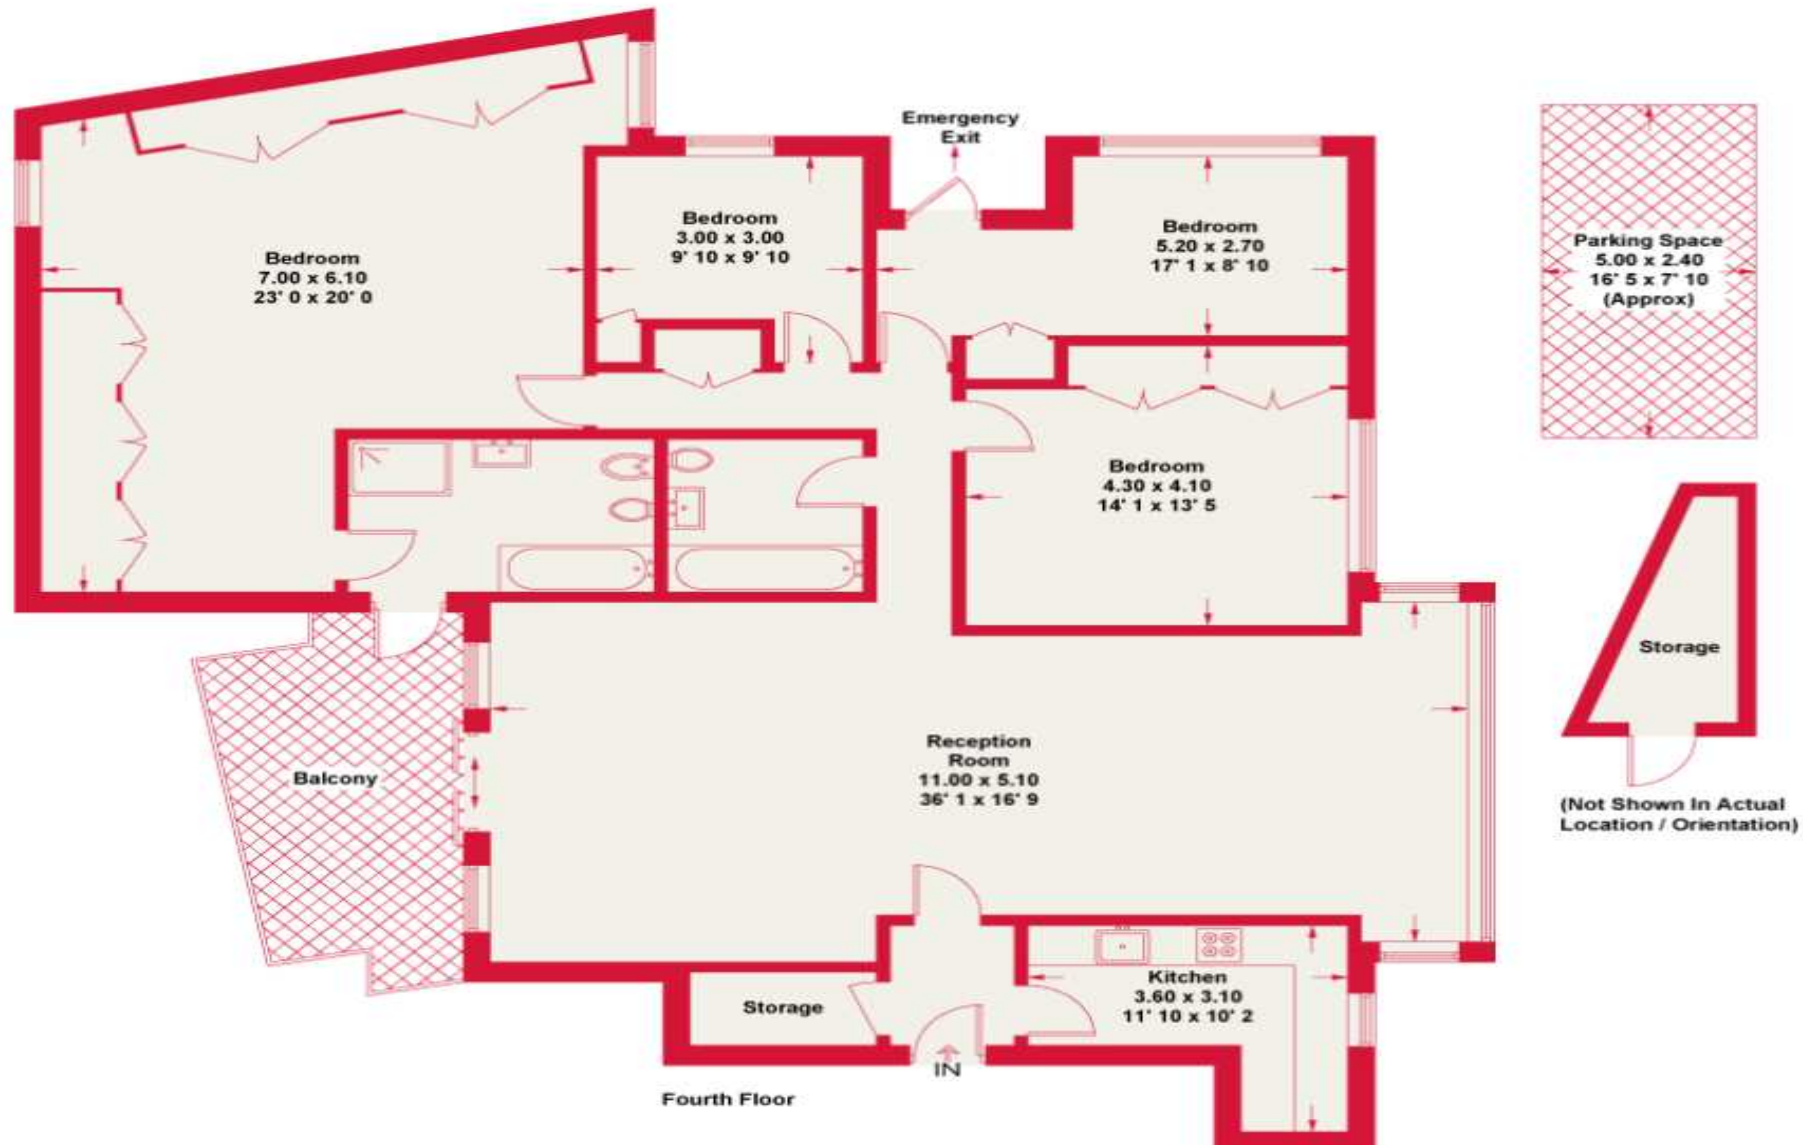 Emergency
Exit
Bedroom
7.00 x 6.10
23' 0 x 20' 0
Bedroom
3.00 x 3.00
9' 10 x 9' 10
Bedroom
5.20 x 2.70
17' 1 x 8' 10
Parking Space
5.00 x 2.40
16' 5 x 7' 10
(Approx)
Bedroom
4.30 x 4.10
14' 1 x 13' 5
Storage
(Not Shown In Actual
Location / Orientation)
Balcony
Reception
Room
11.00 x 5.10
36' 1 x 16' 9
Storage
Kitchen
3.60 x 3.10
11' 10 x 10' 2
IN
Fourth Floor